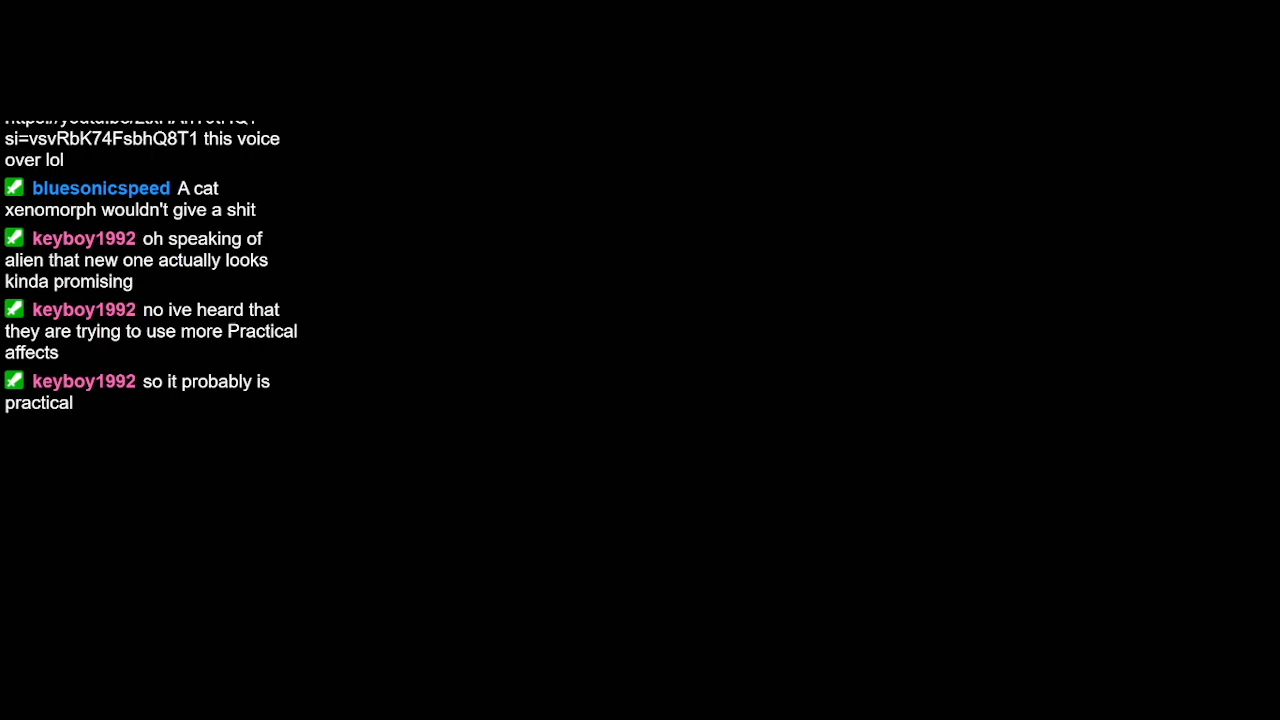 si=vsvRbK74FsbhQ8T1 this voice
over lol
bluesonicspeed A cat
xenomorph wouldn't give a shit
keyboy1992 oh speaking of
alien that new one actually looks
kinda promising
keyboy1992 no ive heard that
they are trying to use more Practical
affects
keyboy1992 so it probably is
practical